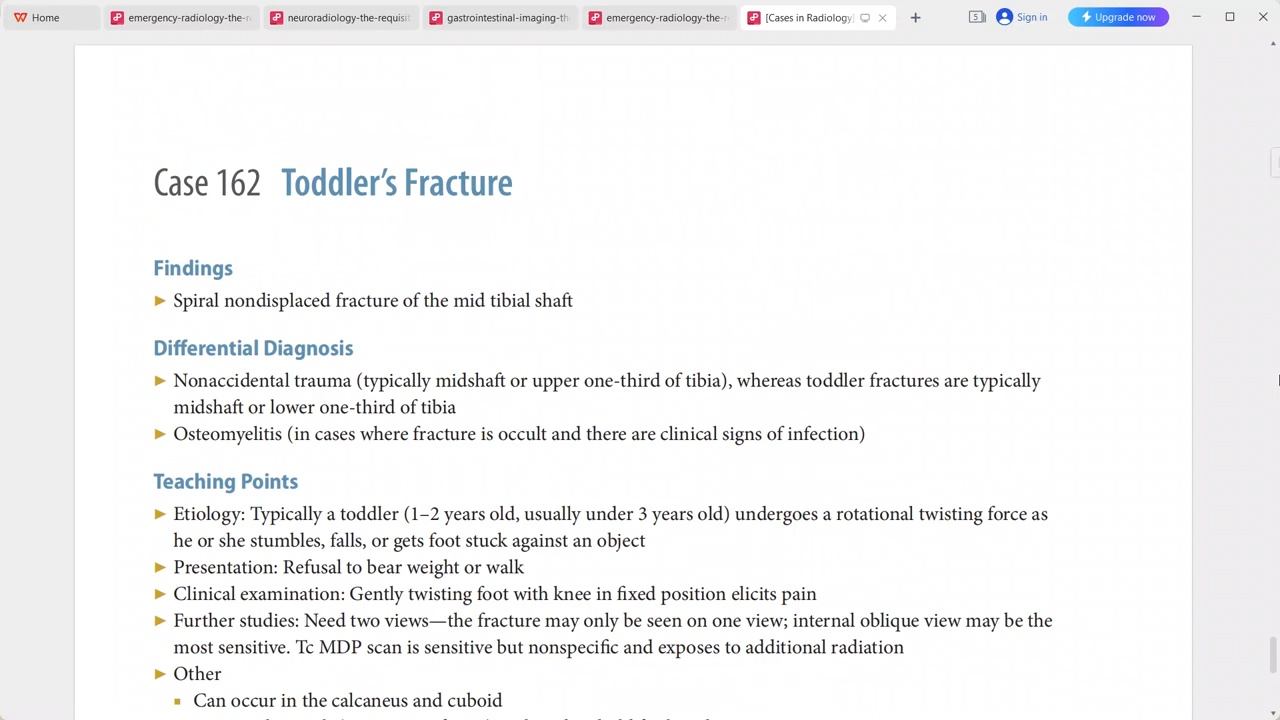 Home
emergency-radiology-the-r
neuroradiology-the-requisit
gastrointestinal-imaging-th
emergency-radiology-the-r
[Cases in Radiology]
5
Sign in
Upgrade now
Case 162 Toddler's Fracture
Findings
► Spiral nondisplaced fracture of the mid tibial shaft
Differential Diagnosis
► Nonaccidental trauma (typically midshaft or upper one-third of tibia), whereas toddler fractures are typically
midshaft or lower one-third of tibia
► Osteomyelitis (in cases where fracture is occult and there are clinical signs of infection)
Teaching Points
► Etiology: Typically a toddler (1–2 years old, usually under 3 years old) undergoes a rotational twisting force as
he or she stumbles, falls, or gets foot stuck against an object
► Presentation: Refusal to bear weight or walk
► Clinical examination: Gently twisting foot with knee in fixed position elicits pain
► Further studies: Need two views—the fracture may only be seen on one view; internal oblique view may be the
most sensitive. Tc MDP scan is sensitive but nonspecific and exposes to additional radiation
► Other
▪ Can occur in the calcaneus and cuboid